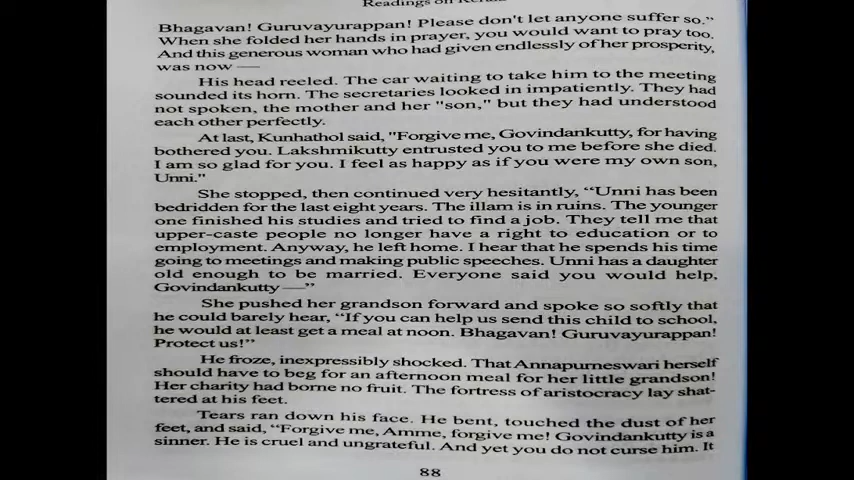 Readings on Kerala
Bhagavan! Guruvayurappan! Please don't let anyone suffer so."
When she folded her hands in prayer, you would want to pray too.
And this generous woman who had given endlessly of her prosperity,
was now —
His head reeled. The car waiting to take him to the meeting
sounded its horn. The secretaries looked in impatiently. They had
not spoken, the mother and her "son," but they had understood
each other perfectly.
At last, Kunhathol said, "Forgive me, Govindankutty, for having
bothered you. Lakshmikutty entrusted you to me before she died.
I am so glad for you. I feel as happy as if you were my own son,
Unni."
She stopped, then continued very hesitantly, “Unni has been
bedridden for the last eight years. The illam is in ruins. The younger
one finished his studies and tried to find a job. They tell me that
upper-caste people no longer have a right to education or to
employment. Anyway, he left home. I hear that he spends his time
going to meetings and making public speeches. Unni has a daughter
old enough to be married. Everyone said you would help,
Govindankutty —”
She pushed her grandson forward and spoke so softly that
he could barely hear, “If you can help us send this child to school,
he would at least get a meal at noon. Bhagavan! Guruvayurappan!
Protect us!”
He froze, inexpressibly shocked. That Annapurneswari herself
should have to beg for an afternoon meal for her little grandson!
Her charity had borne no fruit. The fortress of aristocracy lay shat-
tered at his feet.
Tears ran down his face. He bent, touched the dust of her
feet, and said, “Forgive me, Amme, forgive me! Govindankutty is a
sinner. He is cruel and ungrateful. And yet you do not curse him. It
88